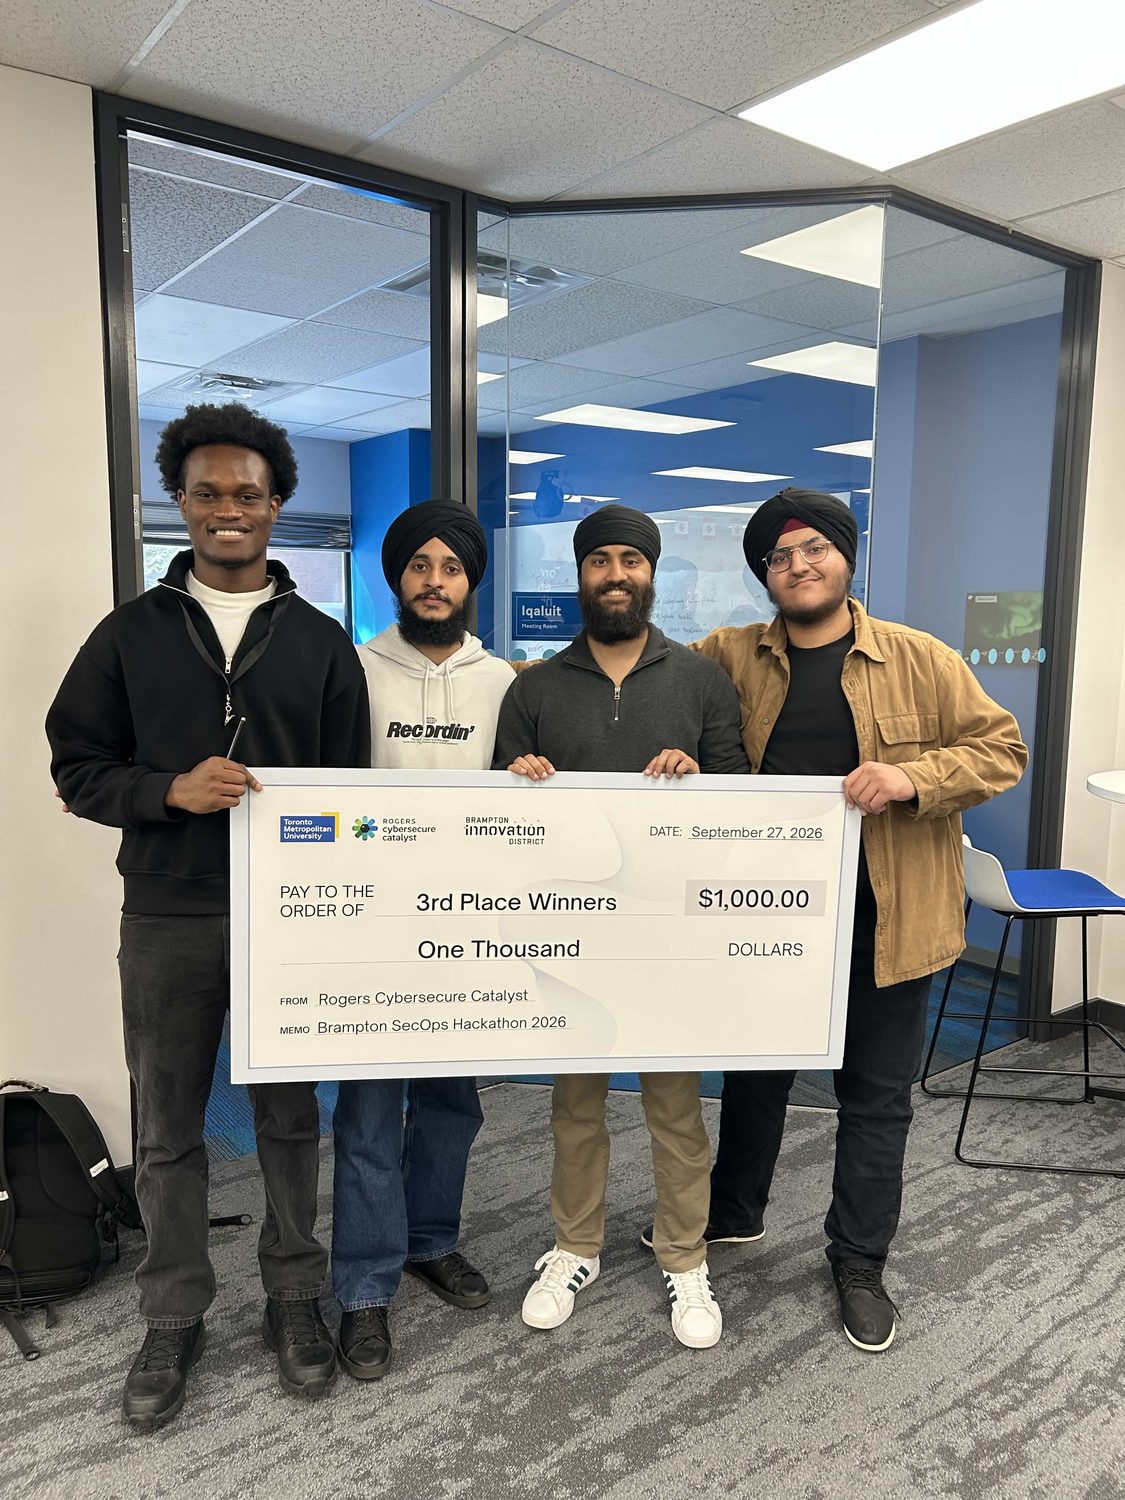 Iqaluit
Meeting Room
Recordin'
Toronto
Metropolitan
University
ROGERS
cybersecure
catalyst
BRAMPTON
innovation
DISTRICT
DATE: September 27, 2026
PAY TO THE
ORDER OF
3rd Place Winners
$1,000.00
One Thousand
DOLLARS
FROM Rogers Cybersecure Catalyst
MEMO Brampton SecOps Hackathon 2026